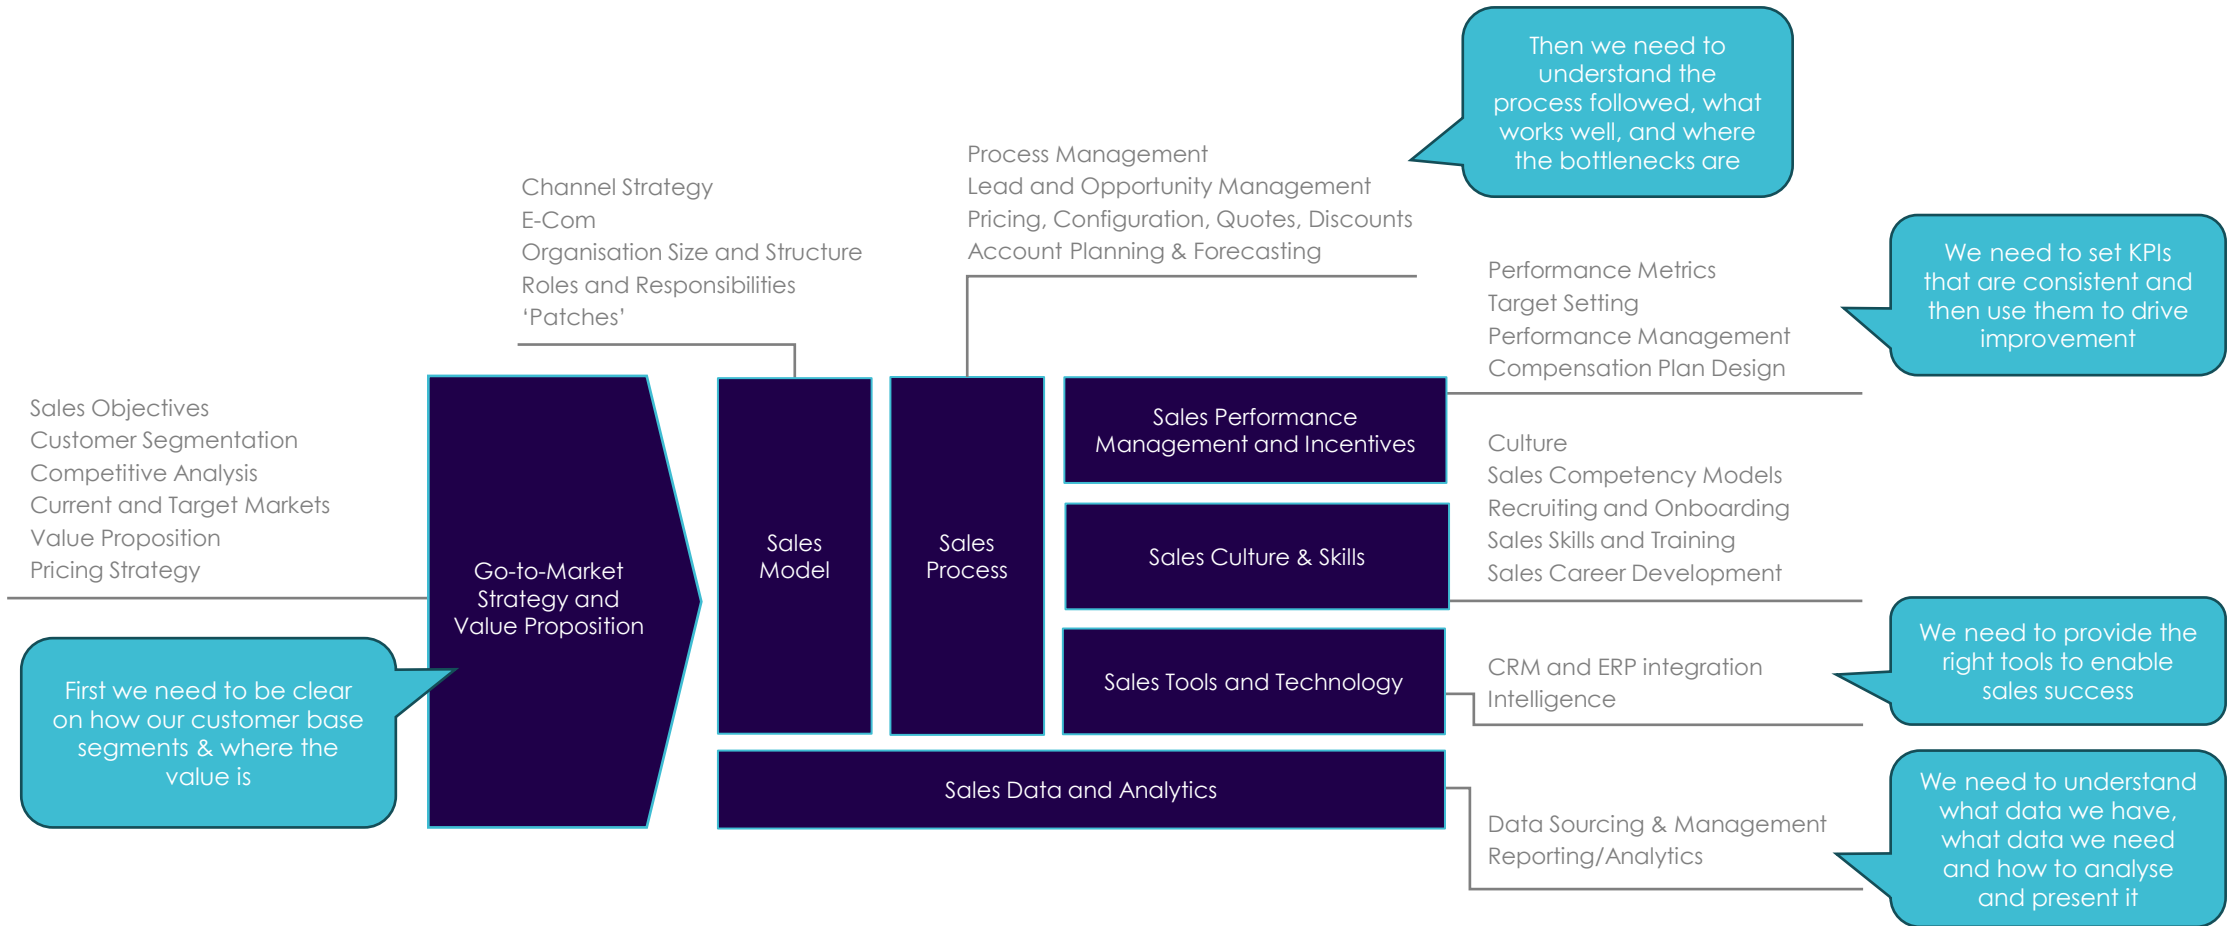 Then we need to
understand the
process followed, what
works well, and where
the bottlenecks are
Process Management
Lead and Opportunity Management
Pricing, Configuration, Quotes, Discounts
Account Planning & Forecasting
Channel Strategy
E-Com
Organisation Size and Structure
Roles and Responsibilities
‘Patches’
We need to set KPIs
that are consistent and
then use them to drive
improvement
Performance Metrics
Target Setting
Performance Management
Compensation Plan Design
Sales Objectives
Customer Segmentation
Competitive Analysis
Current and Target Markets
Value Proposition
Pricing Strategy
Go-to-Market
Strategy and
Value Proposition
Sales
Model
Sales
Process
Sales Performance
Management and Incentives
Sales Culture & Skills
Sales Tools and Technology
Sales Data and Analytics
Culture
Sales Competency Models
Recruiting and Onboarding
Sales Skills and Training
Sales Career Development
First we need to be clear
on how our customer base
segments & where the
value is
CRM and ERP integration
Intelligence
We need to provide the
right tools to enable
sales success
Data Sourcing & Management
Reporting/Analytics
We need to understand
what data we have,
what data we need
and how to analyse
and present it